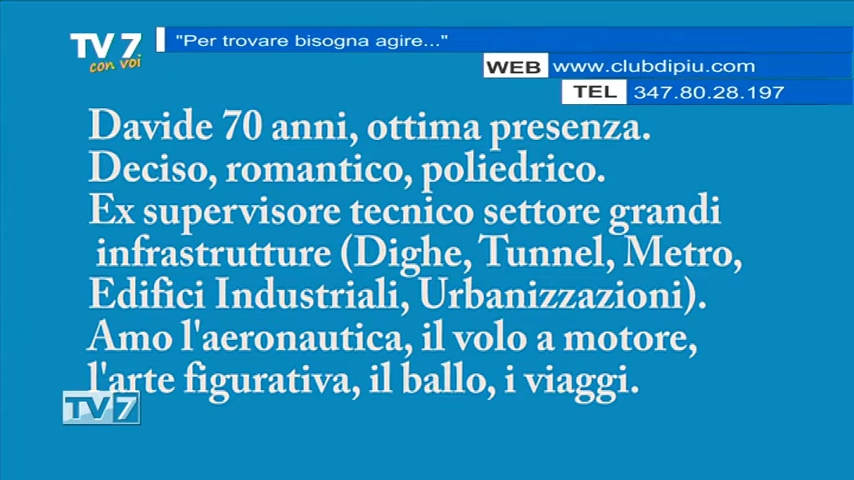 TV7
con voi
"Per trovare bisogna agire..."
WEB www.clubdipiu.com
TEL 347.80.28.197
Davide 70 anni, ottima presenza.
Deciso, romantico, poliedrico.
Ex supervisore tecnico settore grandi
infrastrutture (Dighe, Tunnel, Metro,
Edifici Industriali, Urbanizzazioni).
Amo l'aeronautica, il volo a motore,
l'arte figurativa, il ballo, i viaggi.
TV7